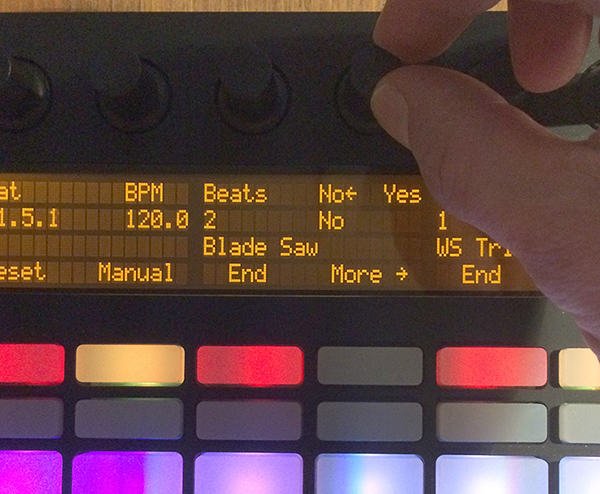 at BPM Beats No← Yes
1.5.1 120.0 2 No 1
Blade Saw WS Tri
eset Manual End More → End